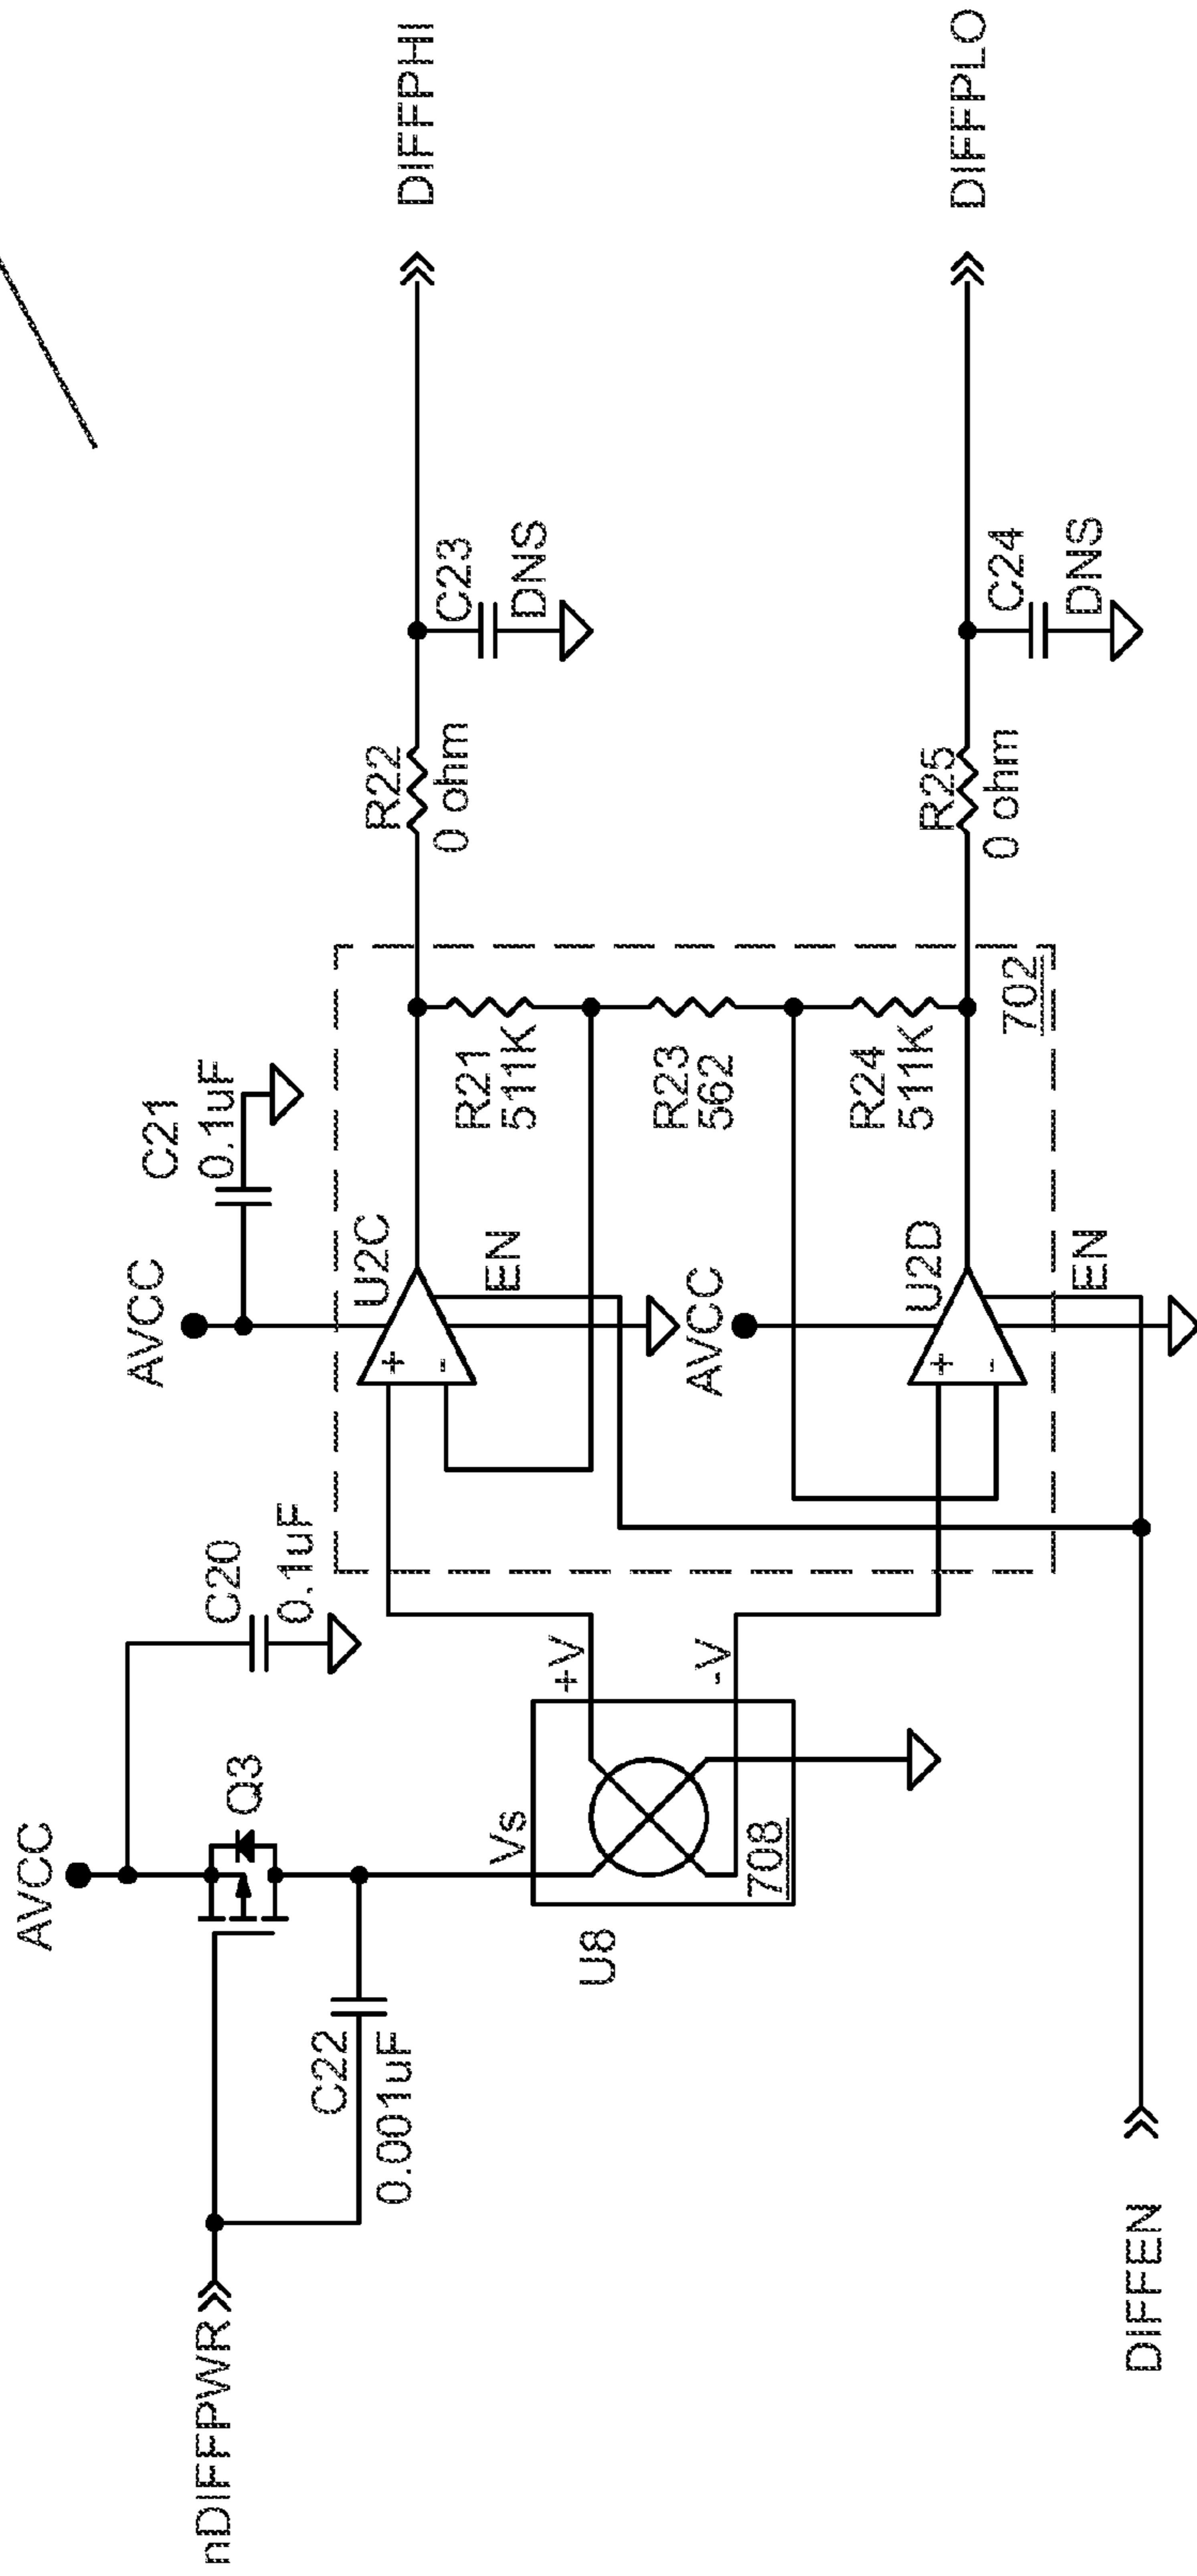 nDIFFPWR
AVCC
Q3
C20
0.1uF
C22
0.001uF
Vs
+V
-V
U8
708
DIFFEN
AVCC
C21
0.1uF
U2C
+
-
EN
AVCC
U2D
+
-
EN
R21
511K
R23
562
R24
511K
702
R22
0 ohm
C23
DNS
DIFFPHI
R25
0 ohm
C24
DNS
DIFFPLO